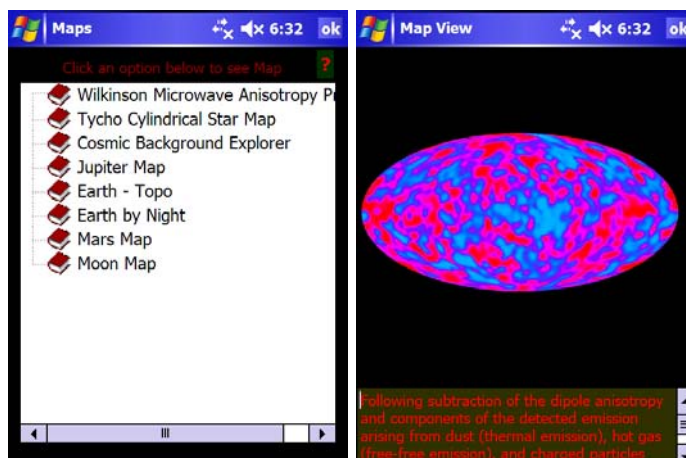 Maps
6:32
ok
Click an option below to see Map
?
Wilkinson Microwave Anisotropy
Tycho Cylindrical Star Map
Cosmic Background Explorer
Jupiter Map
Earth - Topo
Earth by Night
Mars Map
Moon Map
Map View
6:32
ok
Following subtraction of the dipole anisotropy
and components of the detected emission
arising from dust (thermal emission), hot gas
(free-free emission), and charged particles